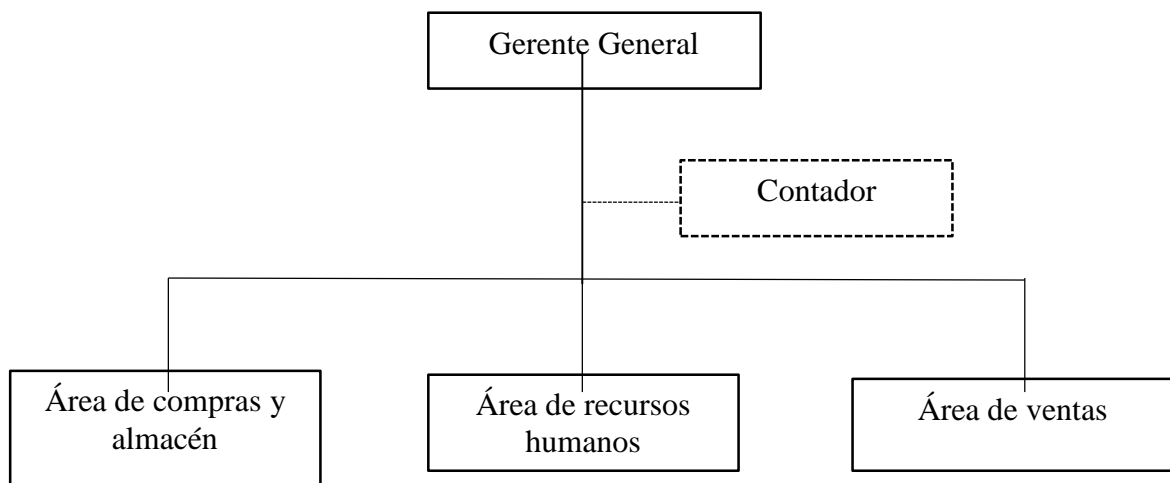 Gerente General
Contador
Área de compras y
almacén
Área de recursos
humanos
Área de ventas